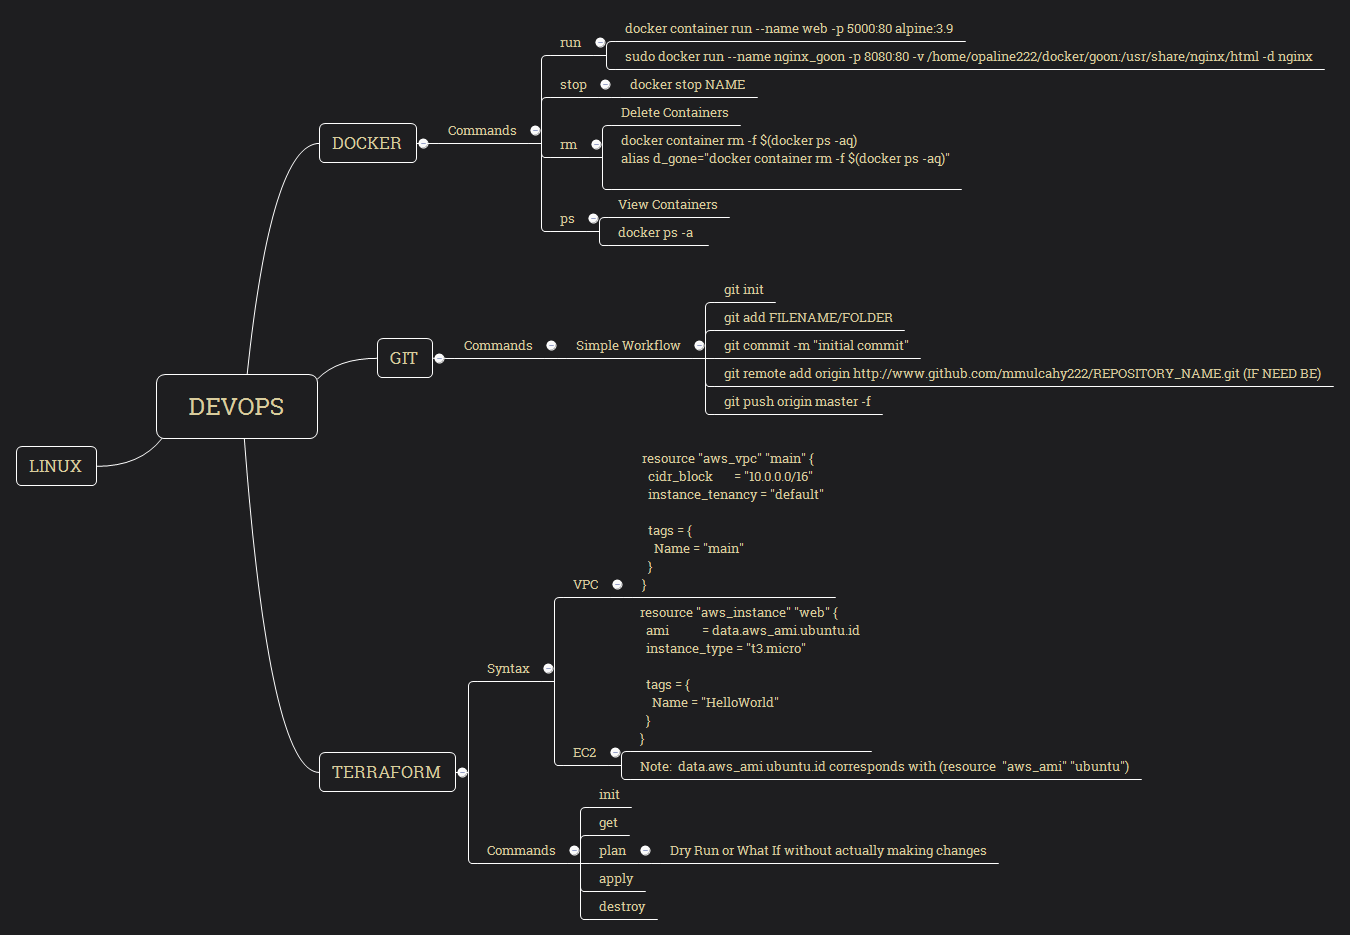 DEVOPS
LINUX
DOCKER
Commands
run
docker container run --name web -p 5000:80 alpine:3.9
sudo docker run --name nginx_goon -p 8080:80 -v /home/opaline222/docker/goon:/usr/share/nginx/html -d nginx
stop
docker stop NAME
rm
Delete Containers
docker container rm -f $(docker ps -aq)
alias d_gone="docker container rm -f $(docker ps -aq)"
ps
View Containers
docker ps -a
GIT
Commands
Simple Workflow
git init
git add FILENAME/FOLDER
git commit -m "initial commit"
git remote add origin http://www.github.com/mmulcahy222/REPOSITORY_NAME.git (IF NEED BE)
git push origin master -f
TERRAFORM
Syntax
VPC
resource "aws_vpc" "main" {
  cidr_block      = "10.0.0.0/16"
  instance_tenancy = "default"
  tags = {
    Name = "main"
  }
}
EC2
resource "aws_instance" "web" {
  ami          = data.aws_ami.ubuntu.id
  instance_type = "t3.micro"
  tags = {
    Name = "HelloWorld"
  }
}
Note:  data.aws_ami.ubuntu.id corresponds with (resource  "aws_ami" "ubuntu")
Commands
init
get
plan
Dry Run or What If without actually making changes
apply
destroy